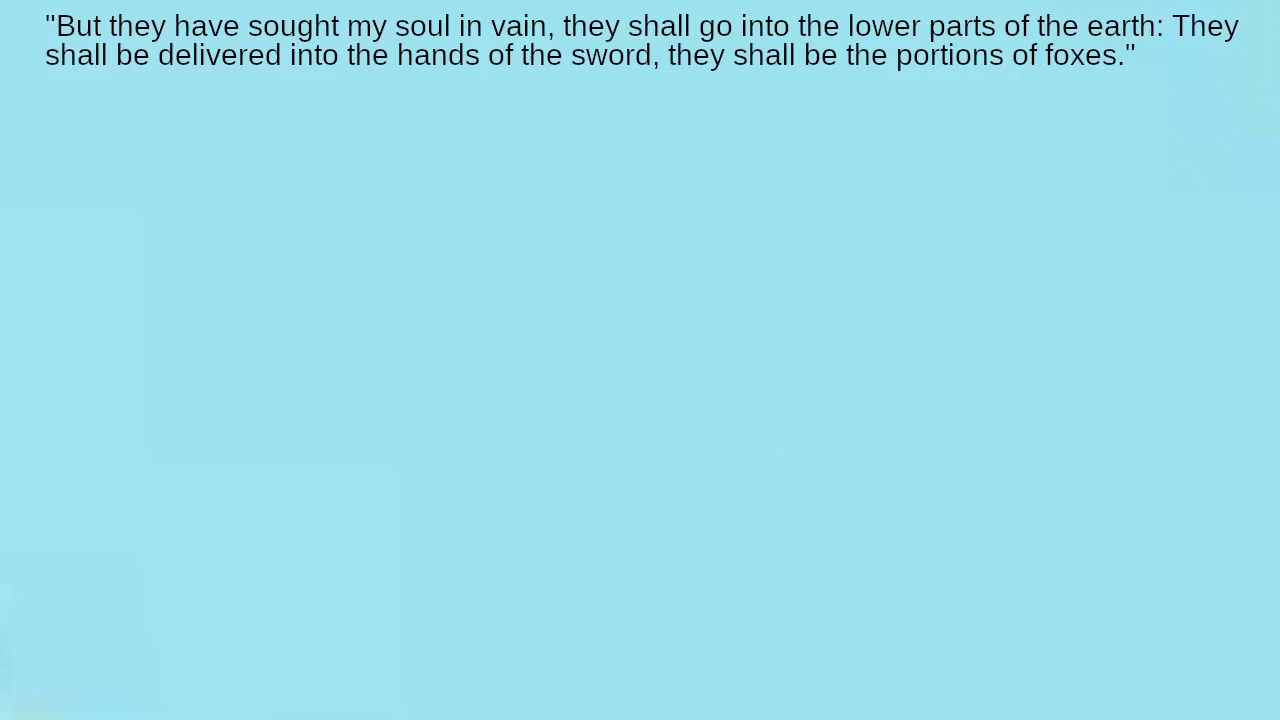 "But they have sought my soul in vain, they shall go into the lower parts of the earth: They
shall be delivered into the hands of the sword, they shall be the portions of foxes."